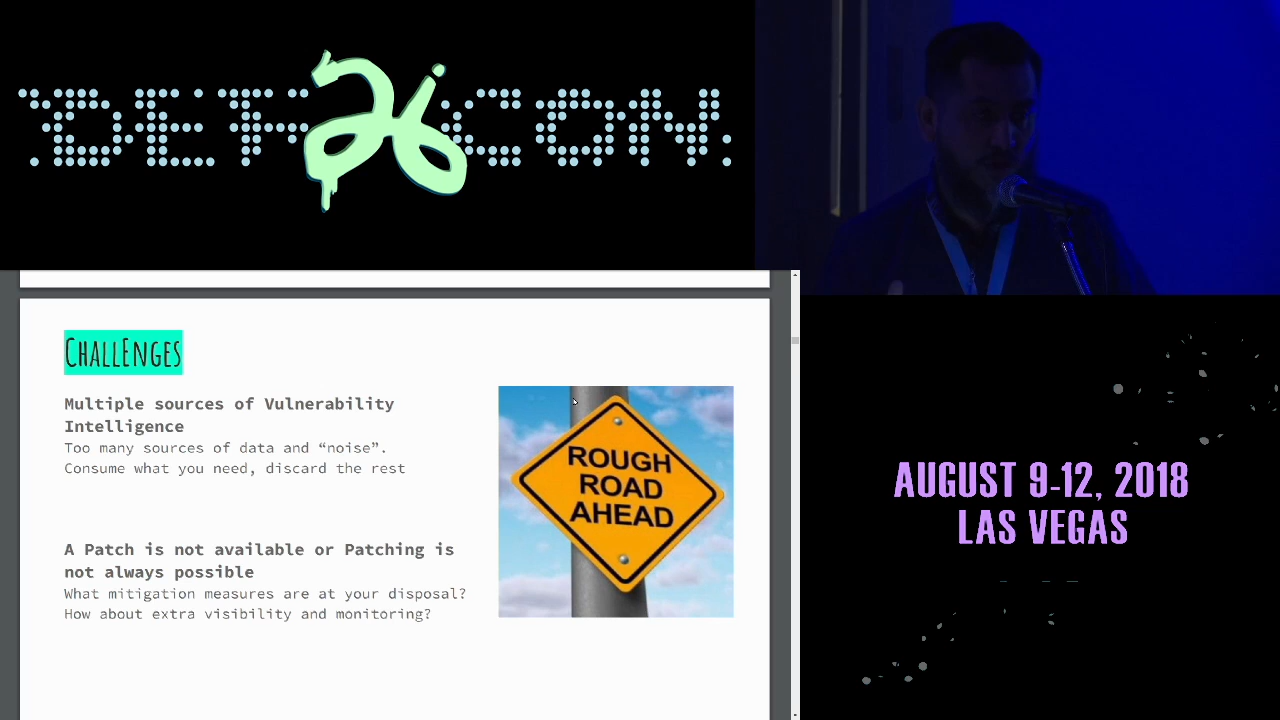 DEF 26 CON
ChallEnges
Multiple sources of Vulnerability
Intelligence
Too many sources of data and “noise”.
Consume what you need, discard the rest
A Patch is not available or Patching is
not always possible
What mitigation measures are at your disposal?
How about extra visibility and monitoring?
ROUGH
ROAD
AHEAD
AUGUST 9-12, 2018
LAS VEGAS